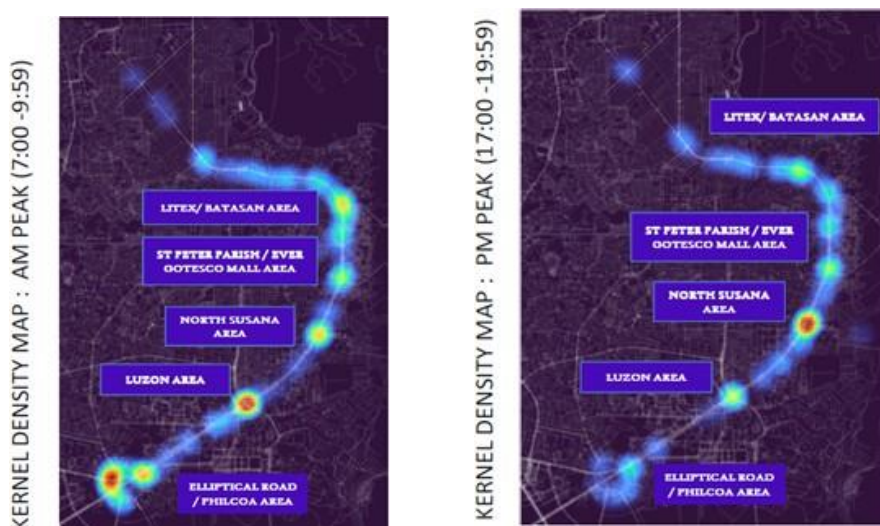 KERNEL DENSITY MAP : AM PEAK (7:00 -9:59)
LITEX/ BATASAN AREA
ST PETER PARISH / EVER
GOTESCO MALL AREA
NORTH SUSANA
AREA
LUZON AREA
ELLIPTICAL ROAD
/ PHILCOA AREA
KERNEL DENSITY MAP : PM PEAK (17:00 -19:59)
LITEX/ BATASAN AREA
ST PETER PARISH / EVER
GOTESCO MALL AREA
NORTH SUSANA
AREA
LUZON AREA
ELLIPTICAL ROAD
/ PHILCOA AREA